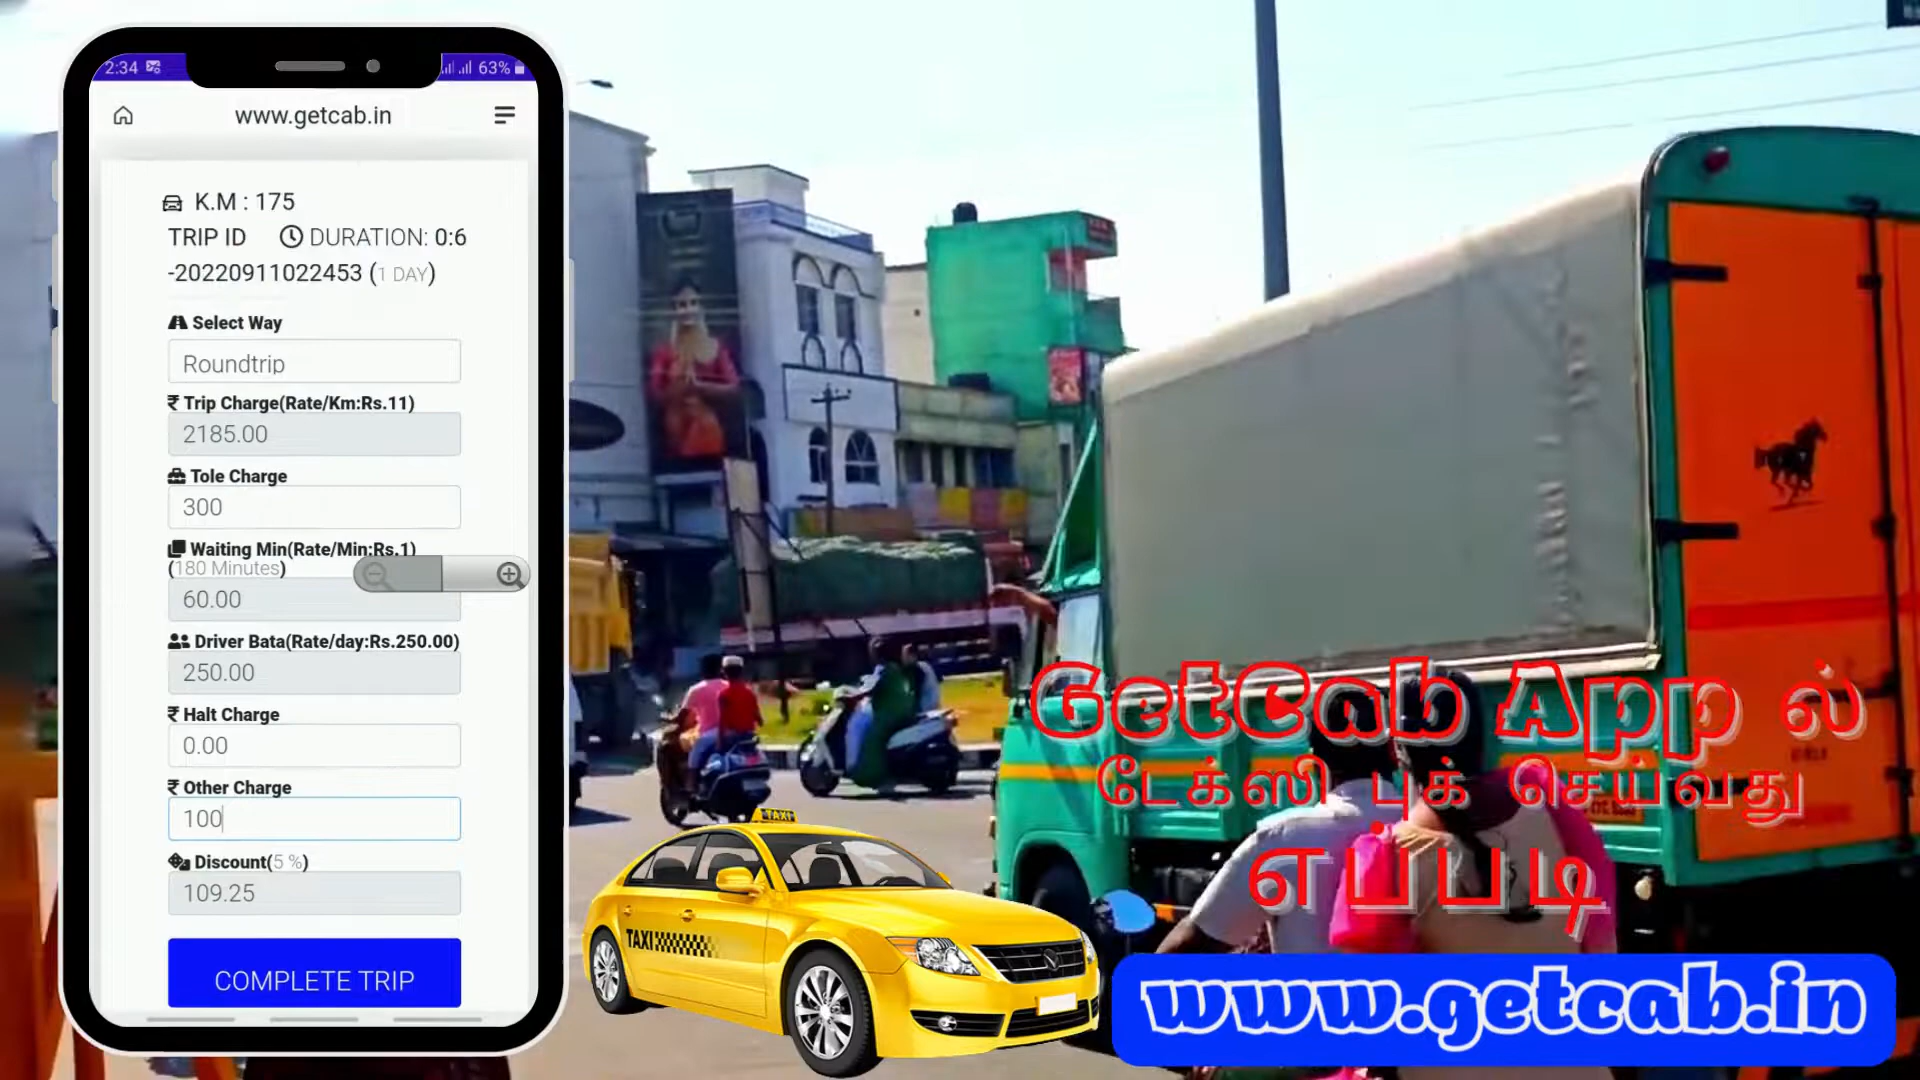 2:34
63%
www.getcab.in
K.M : 175
TRIP ID DURATION: 0:6
-20220911022453 (1 DAY)
Select Way
Roundtrip
₹ Trip Charge(Rate/Km:Rs.11)
2185.00
Tole Charge
300
Waiting Min(Rate/Min:Rs.1)
(180 Minutes)
60.00
Driver Bata(Rate/day:Rs.250.00)
250.00
₹ Halt Charge
0.00
₹ Other Charge
100
Discount(5 %)
109.25
COMPLETE TRIP
TAXI
TAXI
GetCab App ல்
டேக்ஸி புக் செய்வது
எப்படி
www.getcab.in